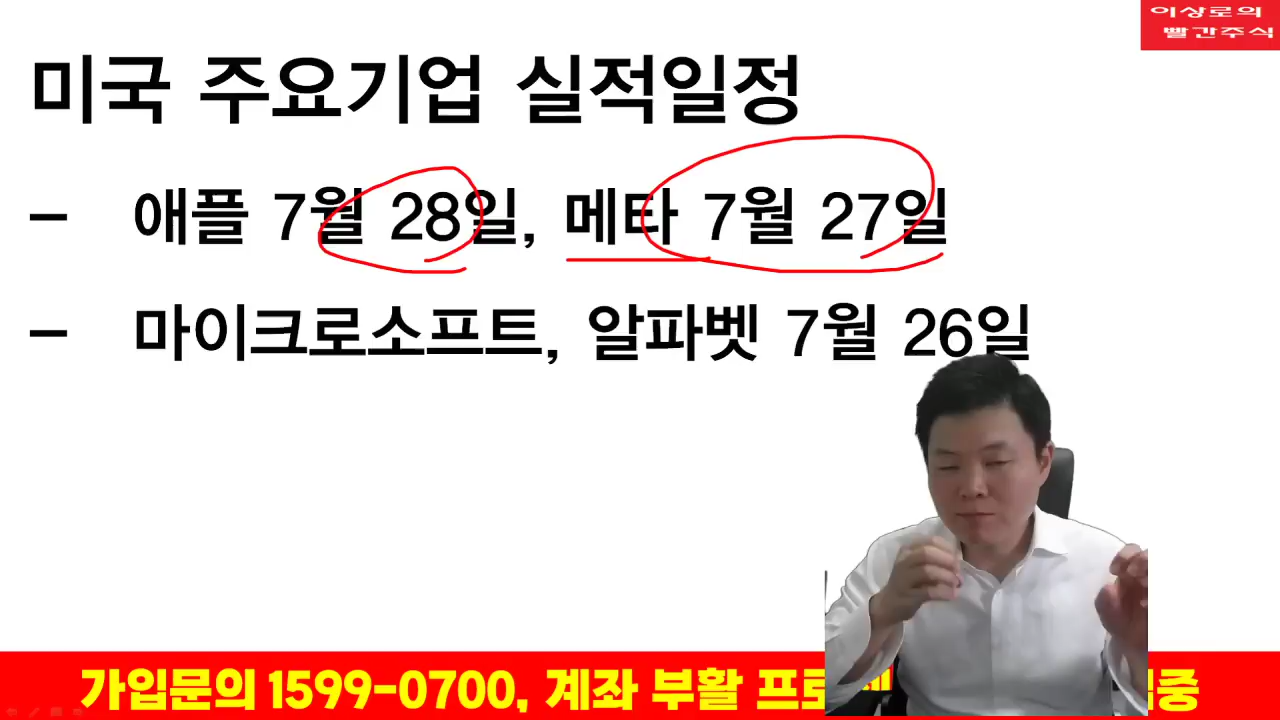 이상로의
빨간주식
미국 주요기업 실적일정
- 애플 7월 28일, 메타 7월 27일
- 마이크로소프트, 알파벳 7월 26일
가입문의 1599-0700, 계좌 부활 프로젝 중